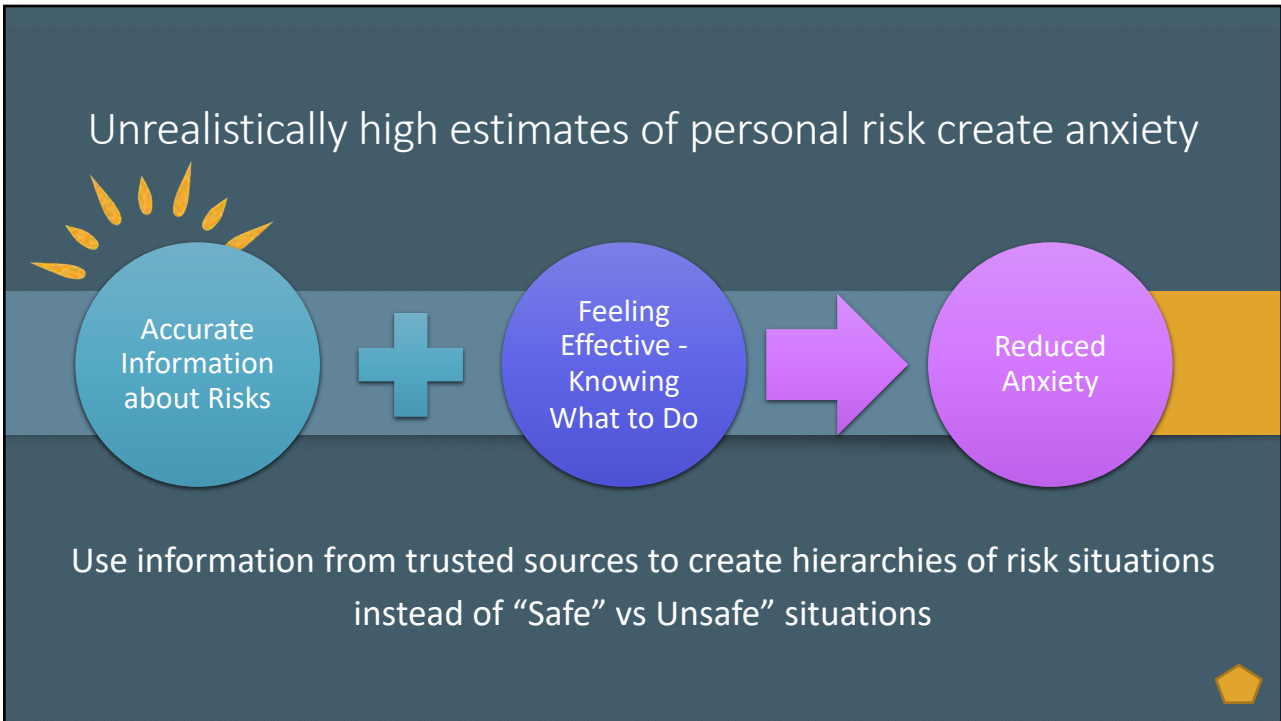 Unrealistically high estimates of personal risk create anxiety
Accurate
Information
about Risks
Feeling
Effective -
Knowing
What to Do
Reduced
Anxiety
Use information from trusted sources to create hierarchies of risk situations
instead of “Safe” vs Unsafe” situations